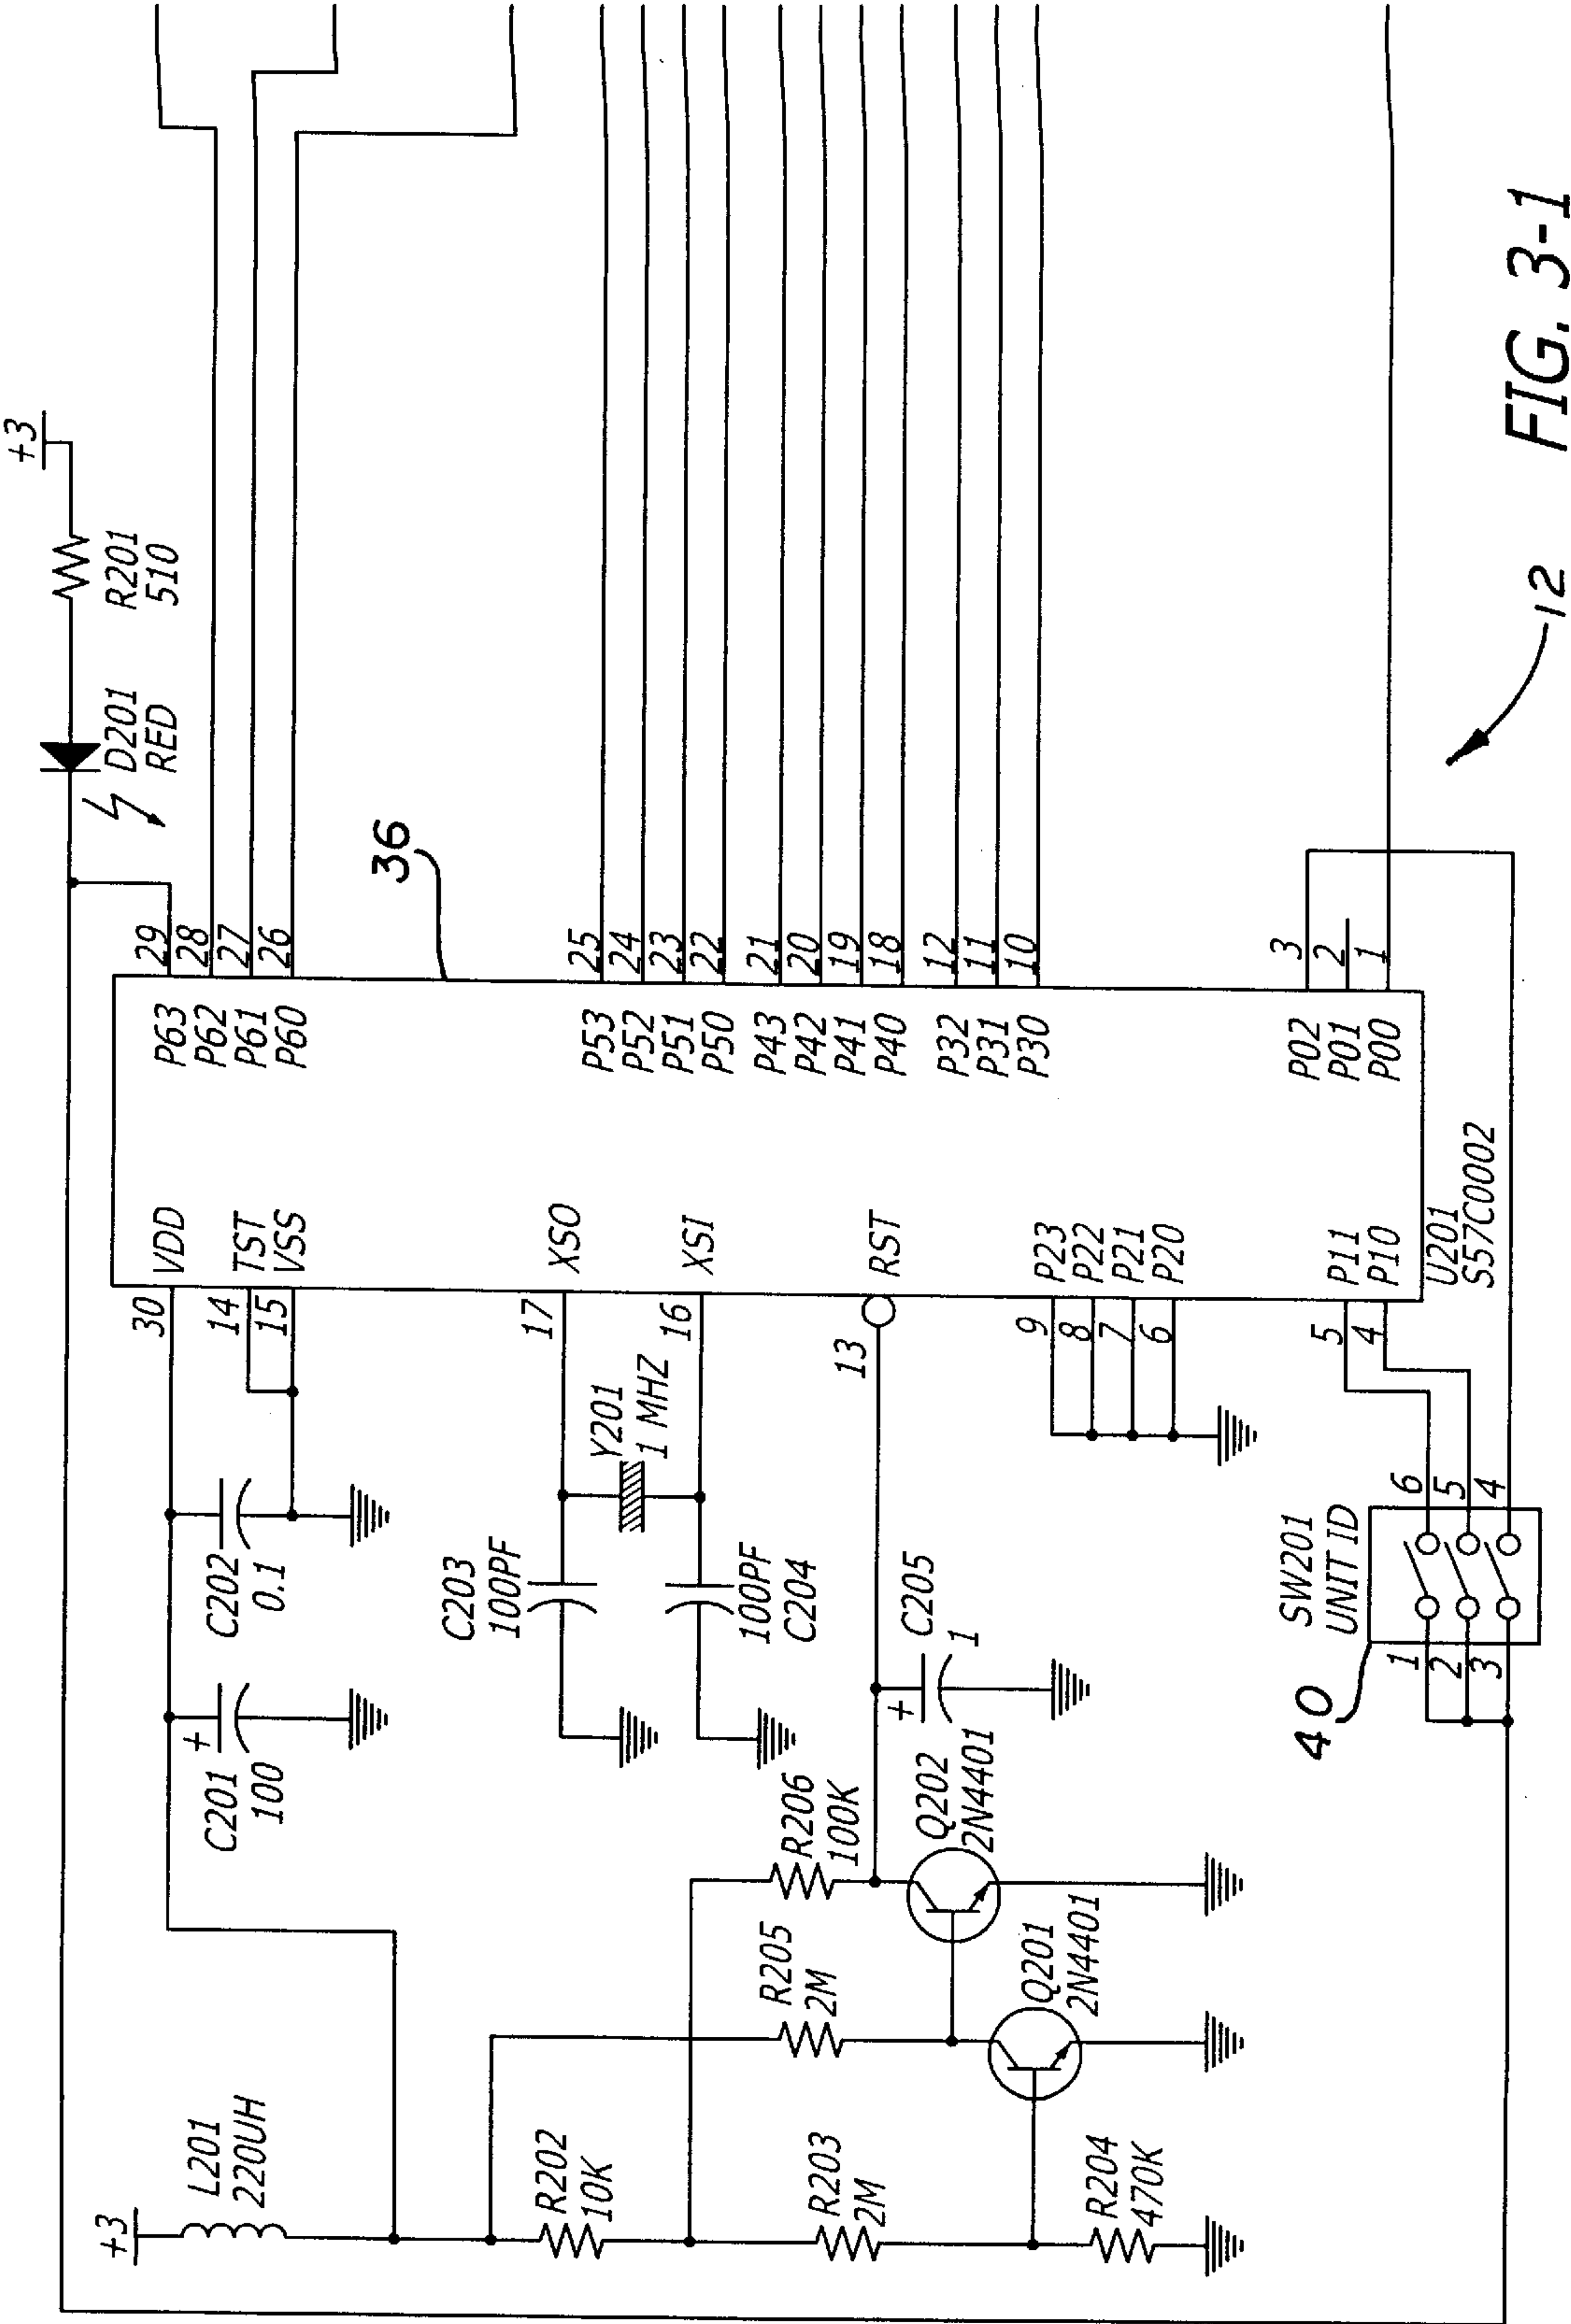 +3
L201
220UH
R202
10K
R203
2M
R204
470K
R205
2M
Q201
2N4401
R206
100K
Q202
2N4401
C201
+
100
C202
0.1
C203
100PF
100PF
C204
+
C205
1
Y201
1 MHZ
40
SW201
UNIT ID
1
2
3
6
5
4
30
14
15
17
16
13
9
8
7
6
5
4
VDD
TST
VSS
XSO
XSI
RST
P23
P22
P21
P20
P11
P10
U201
S57C0002
P63
P62
P61
P60
P53
P52
P51
P50
P43
P42
P41
P40
P32
P31
P30
P02
P01
P00
29
28
27
26
25
24
23
22
21
20
19
18
12
11
10
3
2
1
36
D201
RED
R201
510
+3
12
FIG. 3-1